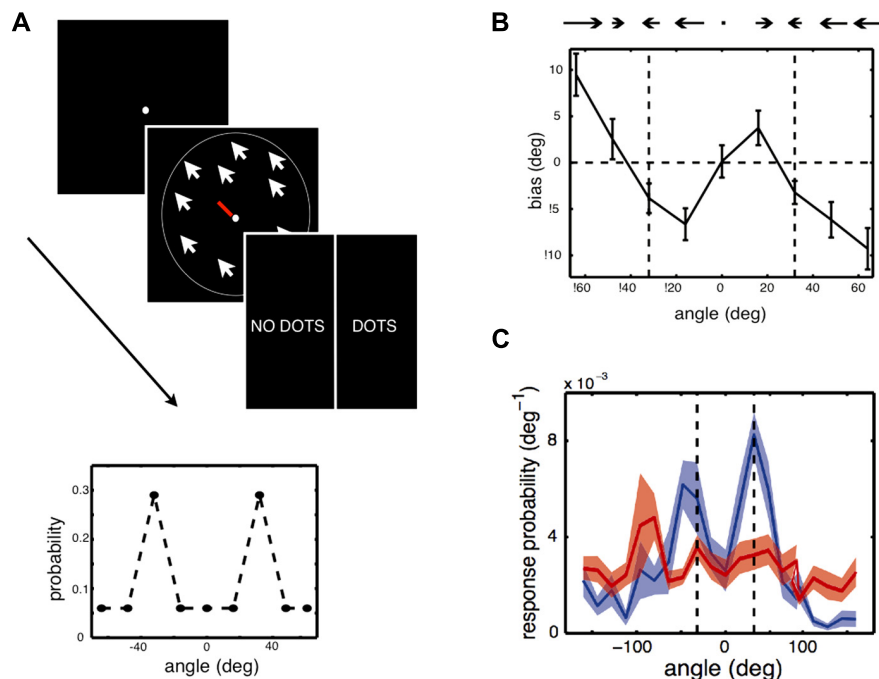 A
NO DOTS
DOTS
probability
0.3
0.2
0.1
0
-40
0
40
angle (deg)
B
bias (deg)
10
5
0
!5
!10
!60
!40
!20
0
20
40
60
angle (deg)
C
x 10⁻³
response probability (deg⁻¹)
8
4
0
-100
0
100
angle (deg)